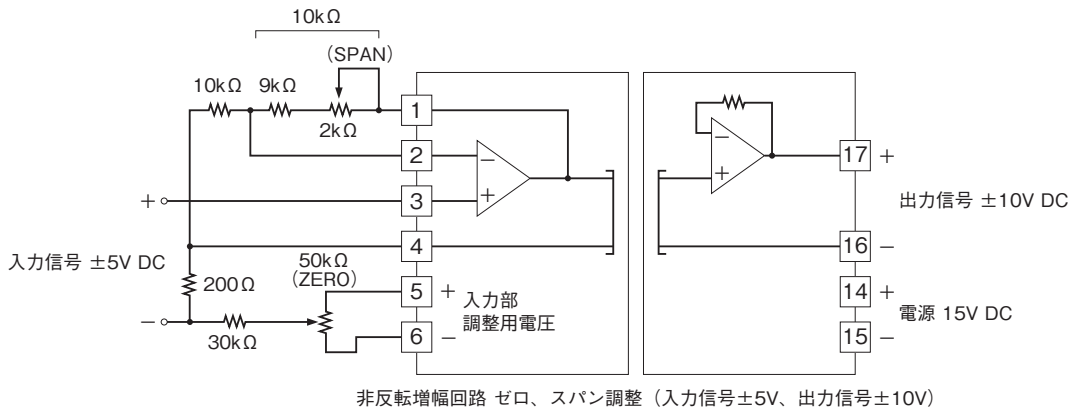 10kΩ
(SPAN)
10kΩ 9kΩ
2kΩ
1
2
3
4
5
6
+
入力信号 ±5V DC
−
200Ω
30kΩ
50kΩ
(ZERO)
+
−
入力部
調整用電圧
−
+
−
+
17 +
出力信号 ±10V DC
16 −
14 +
電源 15V DC
15 −
非反転増幅回路 ゼロ、スパン調整（入力信号±5V、出力信号±10V）